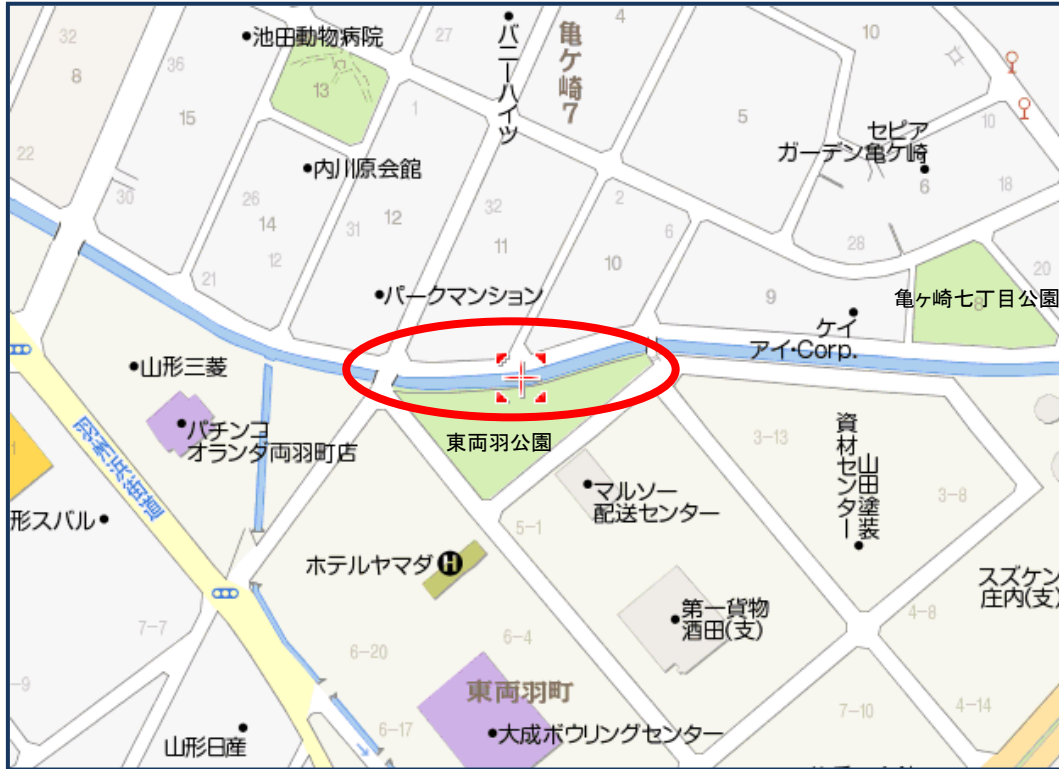 池田動物病院
バニーハイツ
亀ケ崎7
27
4
10
32
8
36
15
13
1
5
セピア
ガーデン亀ケ崎
10
6
18
22
内川原会館
30
26
14
12
31
12
32
11
2
10
6
28
21
パークマンション
9
亀ヶ崎七丁目公園
8
20
ケイ
アイ・Corp.
山形三菱
パチンコ
オランダ両羽町店
羽州浜街道
東両羽公園
3-13
資材センター
山田塗装
3-8
マルソー
配送センター
5-1
形スバル
ホテルヤマダ
H
第一貨物
酒田(支)
スズケン
庄内(支)
4-8
7-7
6-4
6-20
-9
東両羽町
6-17
7-10
4-14
大成ボウリングセンター
山形日産